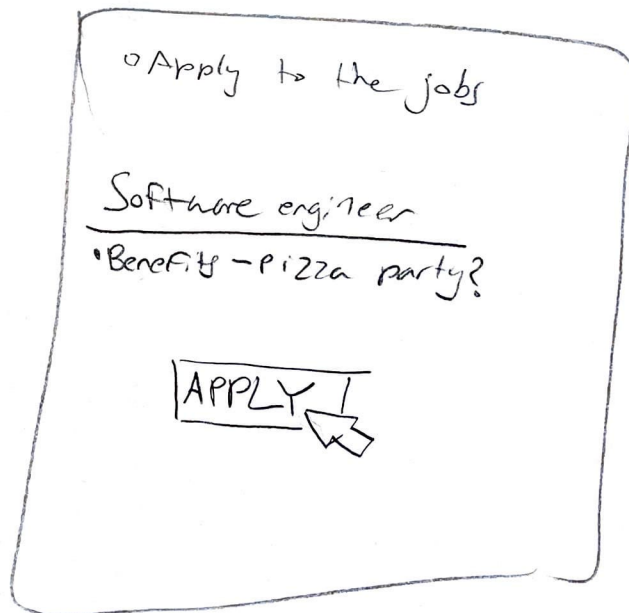 o Apply to the jobs
Software engineer
•Benefits - Pizza party?
APPLY